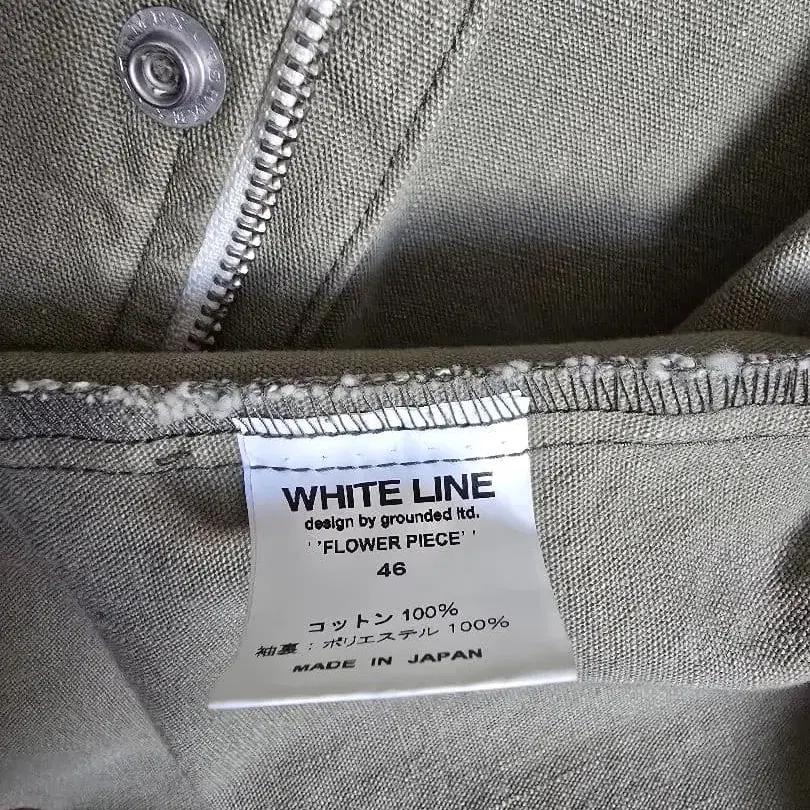 WHITE LINE
design by grounded ltd.
''FLOWER PIECE''
46
コットン 100%
袖裏：ポリエステル 100%
MADE IN JAPAN